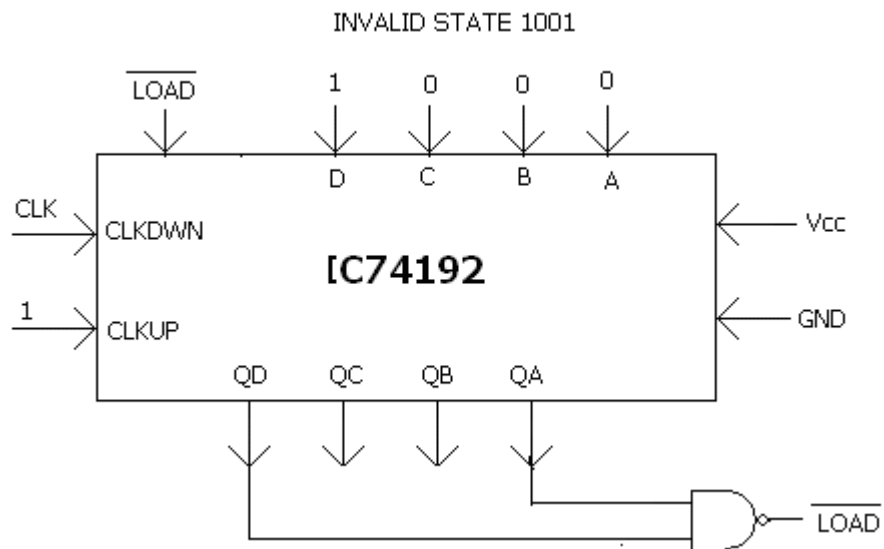 INVALID STATE 1001
LOAD 1 0 0 0
D C B A
CLK CLKDWN Vcc
IC74192
1 CLKUP GND
QD QC QB QA
LOAD